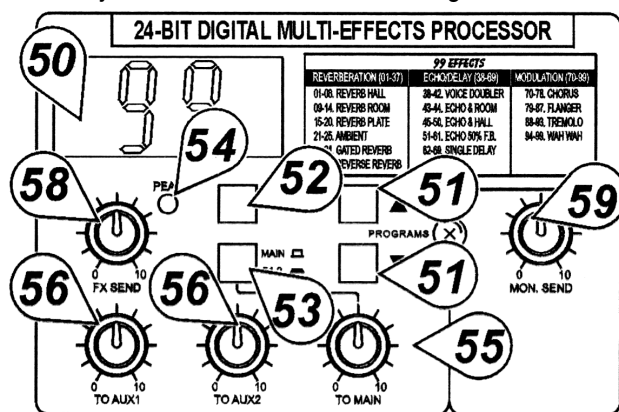 24-BIT DIGITAL MULTI-EFFECTS PROCESSOR
50
90
99 EFFECTS
REVERBERATION (01-37) ECHO/DELAY (38-69) MODULATION (70-99)
01-08. REVERB HALL 38-42. VOICE DOUBLER 70-78. CHORUS
09-14. REVERB ROOM 43-44. ECHO & ROOM 79-87. FLANGER
15-20. REVERB PLATE 45-50. ECHO & HALL 88-93. TREMOLO
21-25. AMBIENT 51-61. ECHO 50% F.B. 94-99. WAH WAH
GATED REVERB 62-69. SINGLE DELAY
REVERSE REVERB
54
58 52 51 59
PROGRAMS
MAIN
0 10 0 10
FX SEND MON. SEND
56 56 53 51
55
0 10 0 10 0 10
TO AUX1 TO AUX2 TO MAIN